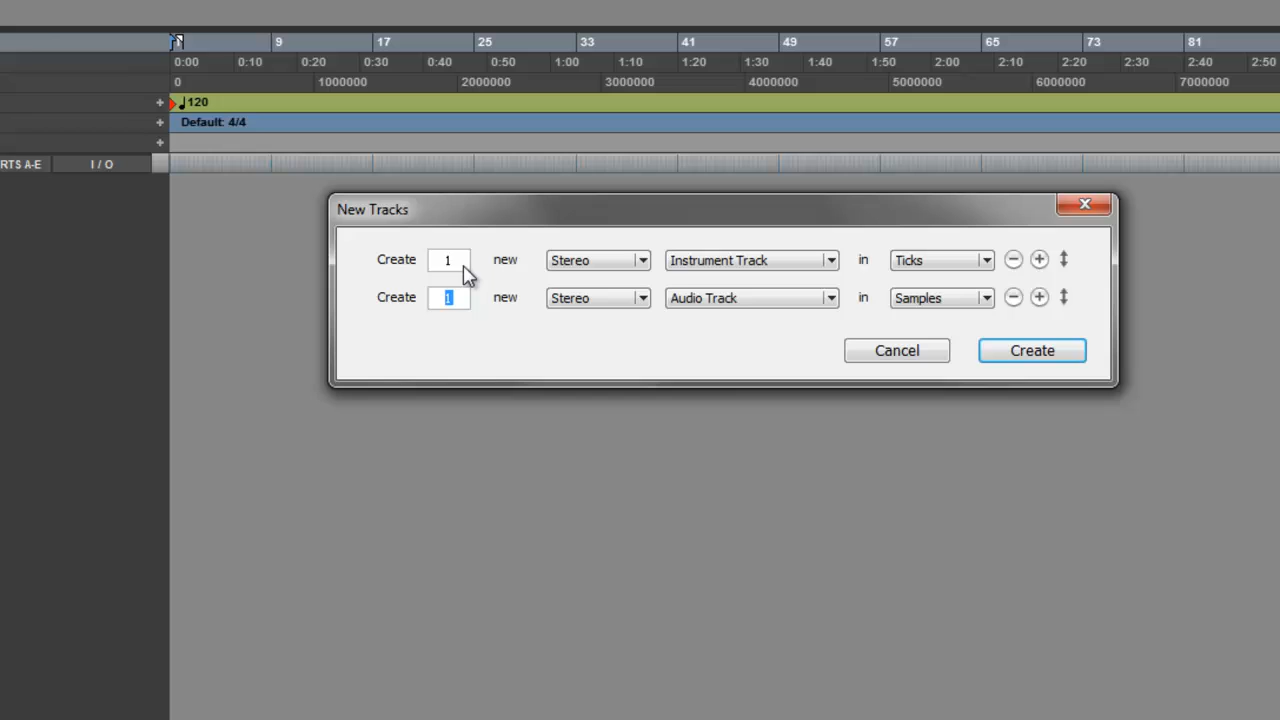 1 9 17 25 33 41 49 57 65 73 81
0:00 0:10 0:20 0:30 0:40 0:50 1:00 1:10 1:20 1:30 1:40 1:50 2:00 2:10 2:20 2:30 2:40 2:50
0 1000000 2000000 3000000 4000000 5000000 6000000 7000000
+ 120
+ Default: 4/4
+
RTS A-E I / O
New Tracks
Create 1 new Stereo Instrument Track in Ticks
Create 1 new Stereo Audio Track in Samples
Cancel Create